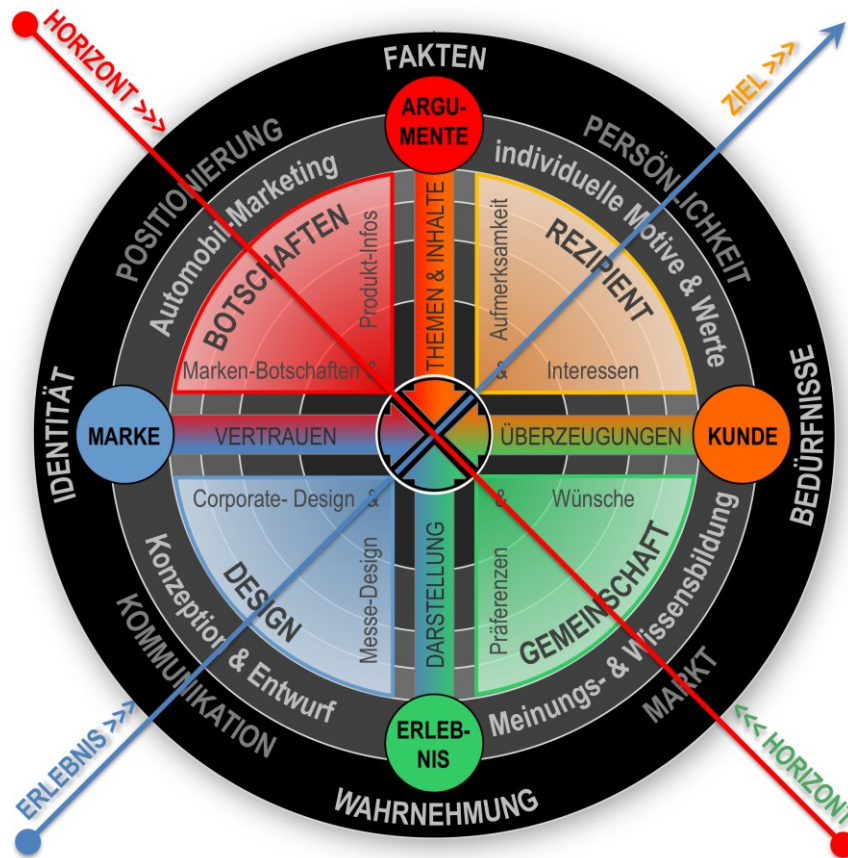 HORIZONT >>>
ZIEL >>>
FAKTEN
ARGU-
MENTE
POSITIONIERUNG
PERSÖNLICHKEIT
Automobil-Marketing
individuelle Motive & Werte
BOTSCHAFTEN
Produkt-Infos
Marken-Botschaften &
THEMEN & INHALTE
REZIPIENT
Aufmerksamkeit
& Interessen
IDENTITÄT
MARKE
VERTRAUEN
ÜBERZEUGUNGEN
KUNDE
BEDÜRFNISSE
Corporate- Design &
Messe-Design
DESIGN
DARSTELLUNG
& Wünsche
Präferenzen
GEMEINSCHAFT
Konzeption & Entwurf
Meinungs- & Wissensbildung
KOMMUNIKATION
MARKT
ERLEB-
NIS
WAHRNEHMUNG
ERLEBNIS >>>
<<< HORIZONT